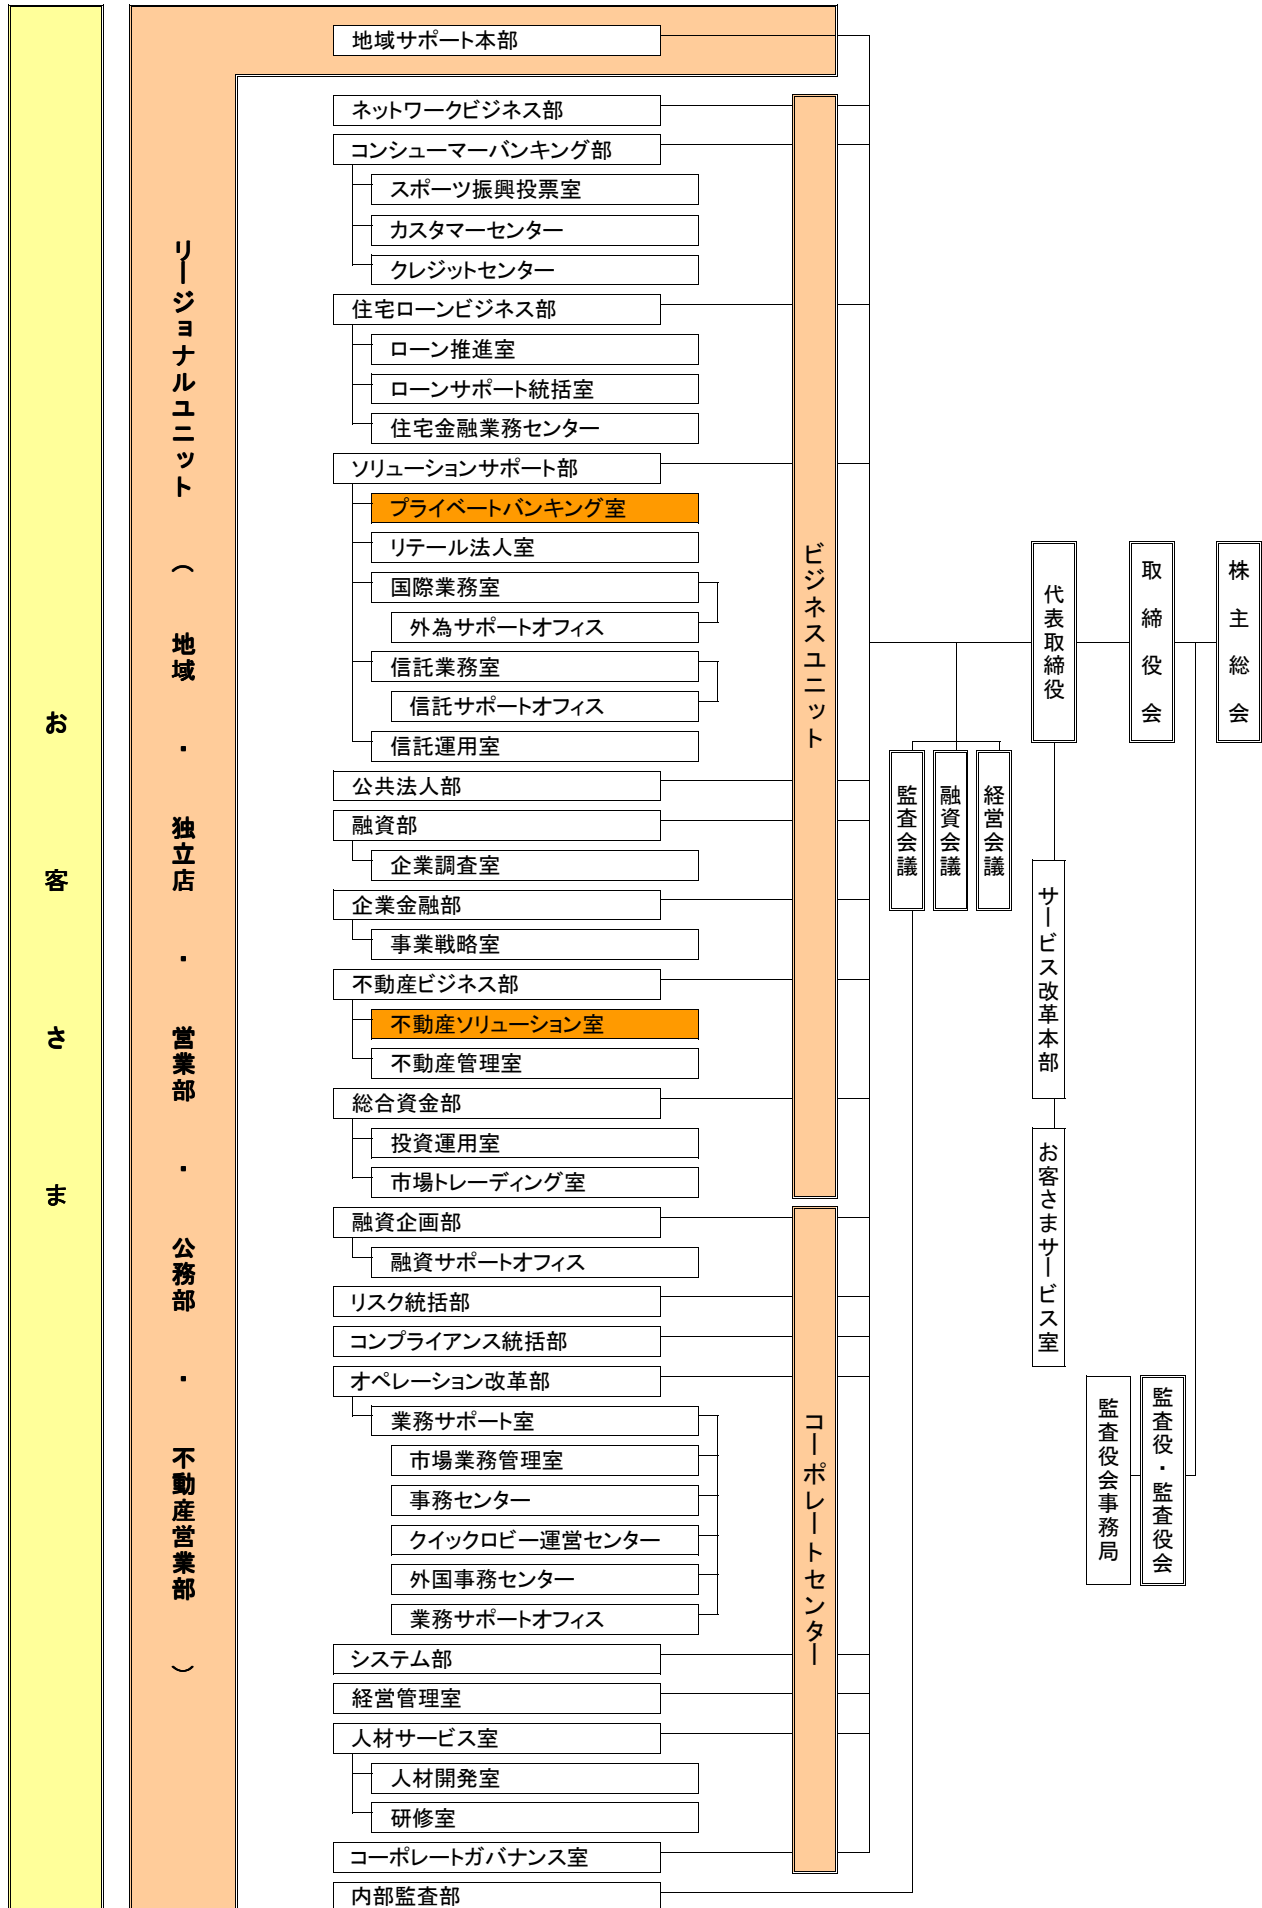 お客さま
リージョナルユニット（地域・独立店・営業部・公務部・不動産営業部）
地域サポート本部
ネットワークビジネス部
コンシューマーバンキング部
スポーツ振興投票室
カスタマーセンター
クレジットセンター
住宅ローンビジネス部
ローン推進室
ローンサポート統括室
住宅金融業務センター
ソリューションサポート部
プライベートバンキング室
リテール法人室
国際業務室
外為サポートオフィス
信託業務室
信託サポートオフィス
信託運用室
公共法人部
融資部
企業調査室
企業金融部
事業戦略室
不動産ビジネス部
不動産ソリューション室
不動産管理室
総合資金部
投資運用室
市場トレーディング室
融資企画部
融資サポートオフィス
リスク統括部
コンプライアンス統括部
オペレーション改革部
業務サポート室
市場業務管理室
事務センター
クイックロビー運営センター
外国事務センター
業務サポートオフィス
システム部
経営管理室
人材サービス室
人材開発室
研修室
コーポレートガバナンス室
内部監査部
ビジネスユニット
コーポレートセンター
監査会議
融資会議
経営会議
代表取締役
サービス改革本部
お客さまサービス室
取締役会
株主総会
監査役会事務局
監査役・監査役会